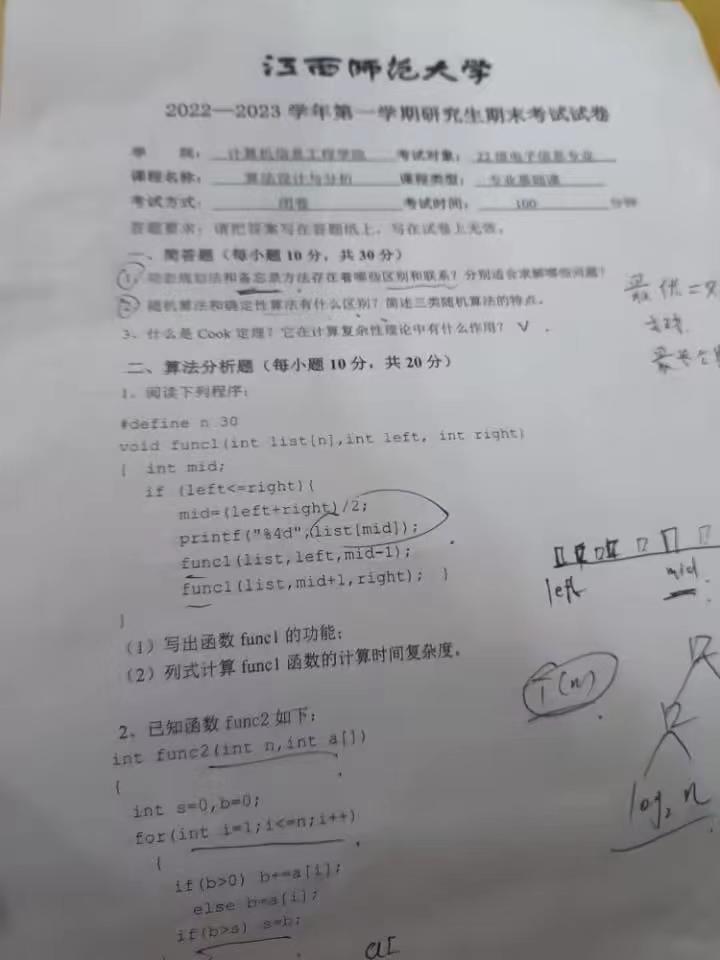 江西师范大学
2022—2023 学年第一学期研究生期末考试试卷
学 院： 计算机信息工程学院 考试对象： 22 级电子信息专业
课程名称： 算法设计与分析 课程类型： 专业基础课
考试方式： 闭卷 考试时间： 100 分钟
答题要求：请把答案写在答题纸上，写在试卷上无效。
一、简答题（每小题 10 分，共 30 分）
1、动态规划法和备忘录方法存在着哪些区别和联系？分别适合求解哪些问题？
2、随机算法和确定性算法有什么区别？简述三类随机算法的特点。
3、什么是 Cook 定理？它在计算复杂性理论中有什么作用？ V
最优=
二、算法分析题（每小题 10 分，共 20 分）
1、阅读下列程序：
#define n 30
void func1(int list[n],int left, int right)
{ int mid;
if (left<=right){
mid=(left+right)/2;
printf("%4d",list[mid]);
func1(list,left,mid-1);
func1(list,mid+1,right); }
}
left mid
（1）写出函数 func1 的功能；
（2）列式计算 func1 函数的计算时间复杂度。
T(n)
2、已知函数 func2 如下：
int func2(int n,int a[])
{
int s=0,b=0;
for(int i=1;i<=n;i++)
log₂ n
{
if(b>0) b+=a[i];
else b=a[i];
if(b>s) s=b;
a[